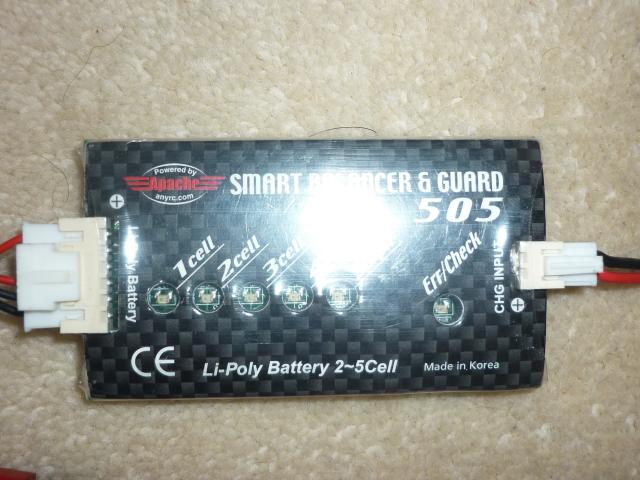 Powered by
Apache
anyrc.com
SMART BALANCER & GUARD
505
1cell
2cell
3cell
Err/Check
CHG INPUT
Battery
CE
Li-Poly Battery 2~5Cell
Made in Korea